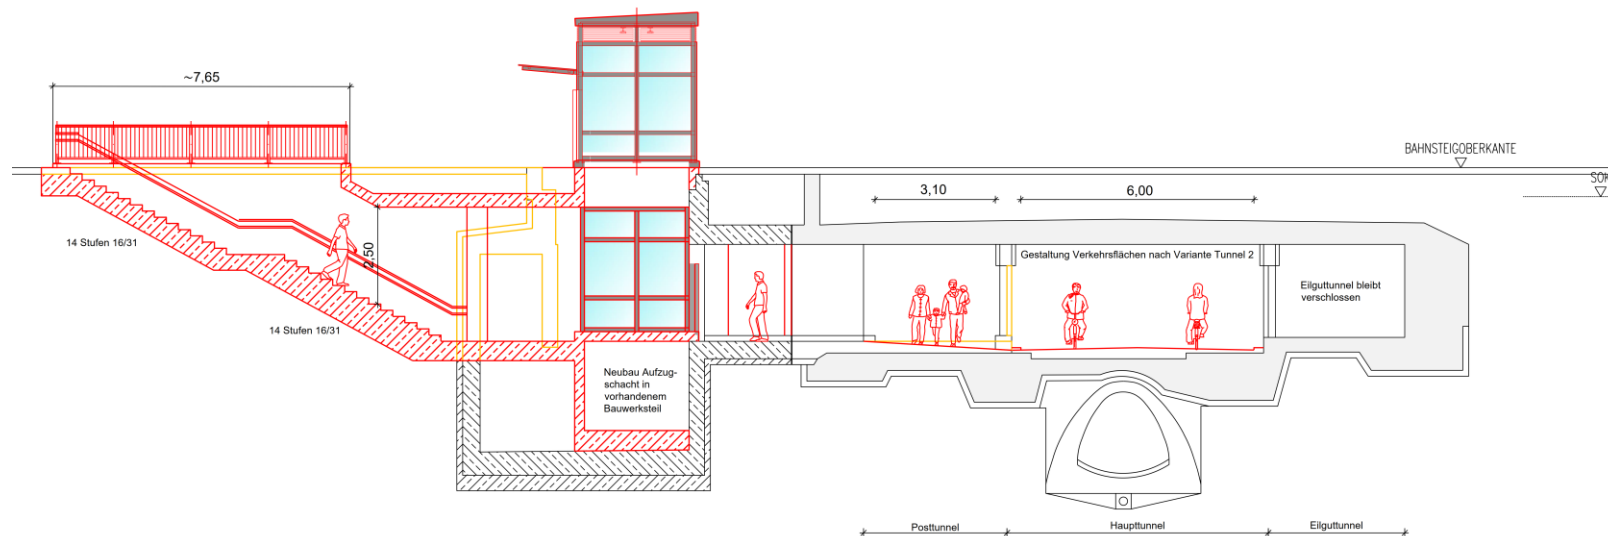 ~7,65
BAHNSTEIGOBERKANTE
SOK
3,10
6,00
14 Stufen 16/31
2,50
Gestaltung Verkehrsflächen nach Variante Tunnel 2
Eilguttunnel bleibt
verschlossen
14 Stufen 16/31
Neubau Aufzug-
schacht in
vorhandenem
Bauwerksteil
Posttunnel
Haupttunnel
Eilguttunnel